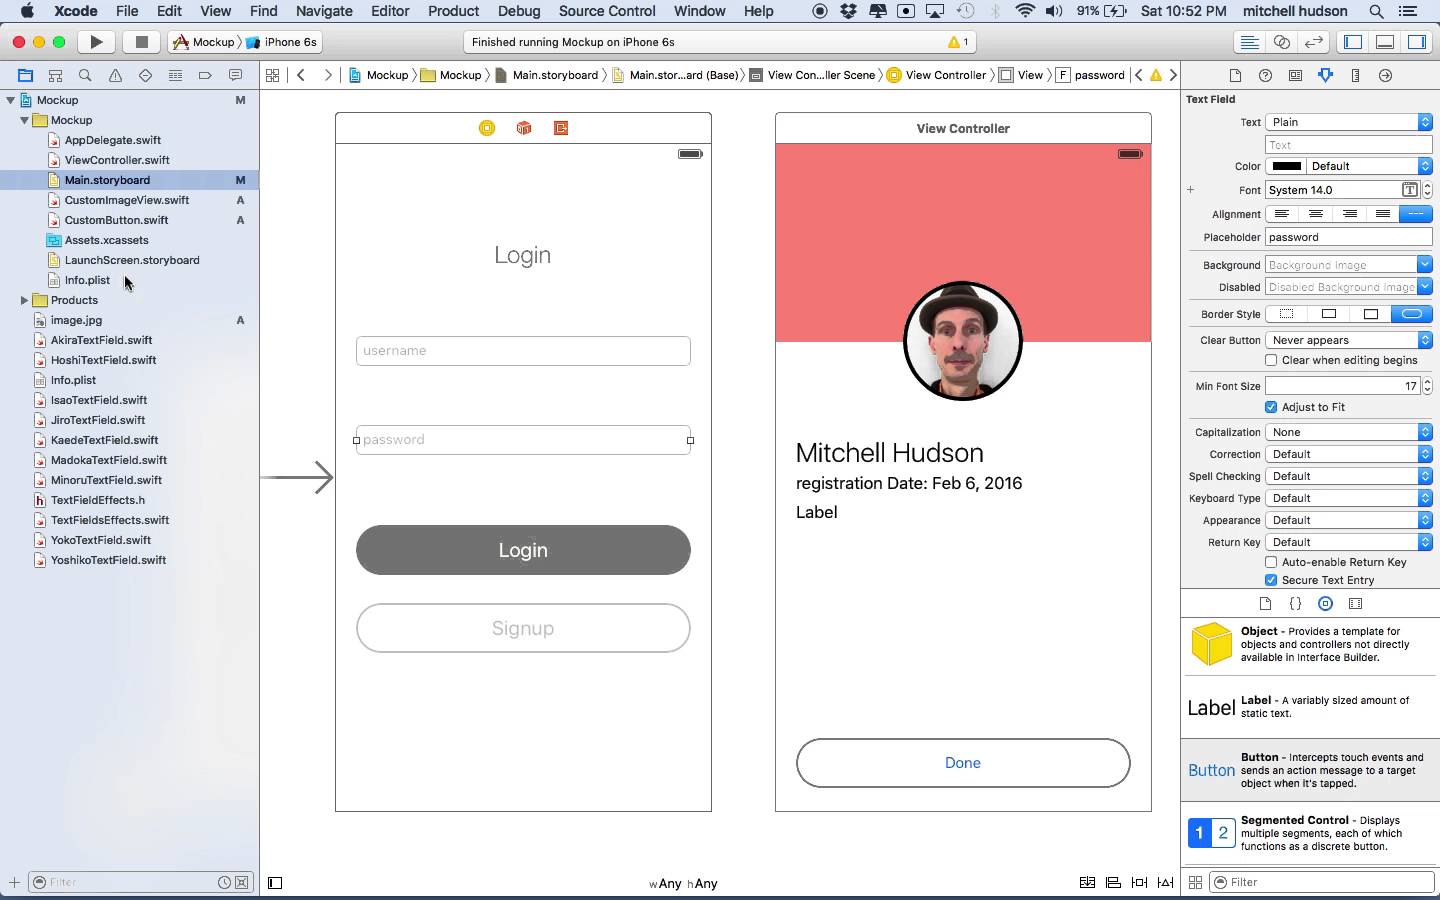 Xcode File Edit View Find Navigate Editor Product Debug Source Control Window Help 91% Sat 10:52 PM mitchell hudson
Mockup iPhone 6s Finished running Mockup on iPhone 6s 1
Mockup Mockup Main.storyboard Main.stor...ard (Base) View Con...ller Scene View Controller View F password
Mockup M
Mockup
AppDelegate.swift
ViewController.swift
Main.storyboard M
CustomImageView.swift A
CustomButton.swift A
Assets.xcassets
LaunchScreen.storyboard
Info.plist
Products
image.jpg A
AkiraTextField.swift
HoshiTextField.swift
Info.plist
IsaoTextField.swift
JiroTextField.swift
KaedeTextField.swift
MadokaTextField.swift
MinoruTextField.swift
h TextFieldEffects.h
TextFieldsEffects.swift
YokoTextField.swift
YoshikoTextField.swift
Filter
Login
username
password
Login
Signup
View Controller
Mitchell Hudson
registration Date: Feb 6, 2016
Label
Done
wAny hAny
Text Field
Text Plain
Text
Color Default
+ Font System 14.0 T
Alignment
Placeholder password
Background Background Image
Disabled Disabled Background Image
Border Style
Clear Button Never appears
Clear when editing begins
Min Font Size 17
Adjust to Fit
Capitalization None
Correction Default
Spell Checking Default
Keyboard Type Default
Appearance Default
Return Key Default
Auto-enable Return Key
Secure Text Entry
{}
Object - Provides a template for
objects and controllers not directly
available in Interface Builder.
Label
Label - A variably sized amount of
static text.
Button
Button - Intercepts touch events and
sends an action message to a target
object when it's tapped.
1 2
Segmented Control - Displays
multiple segments, each of which
functions as a discrete button.
Filter